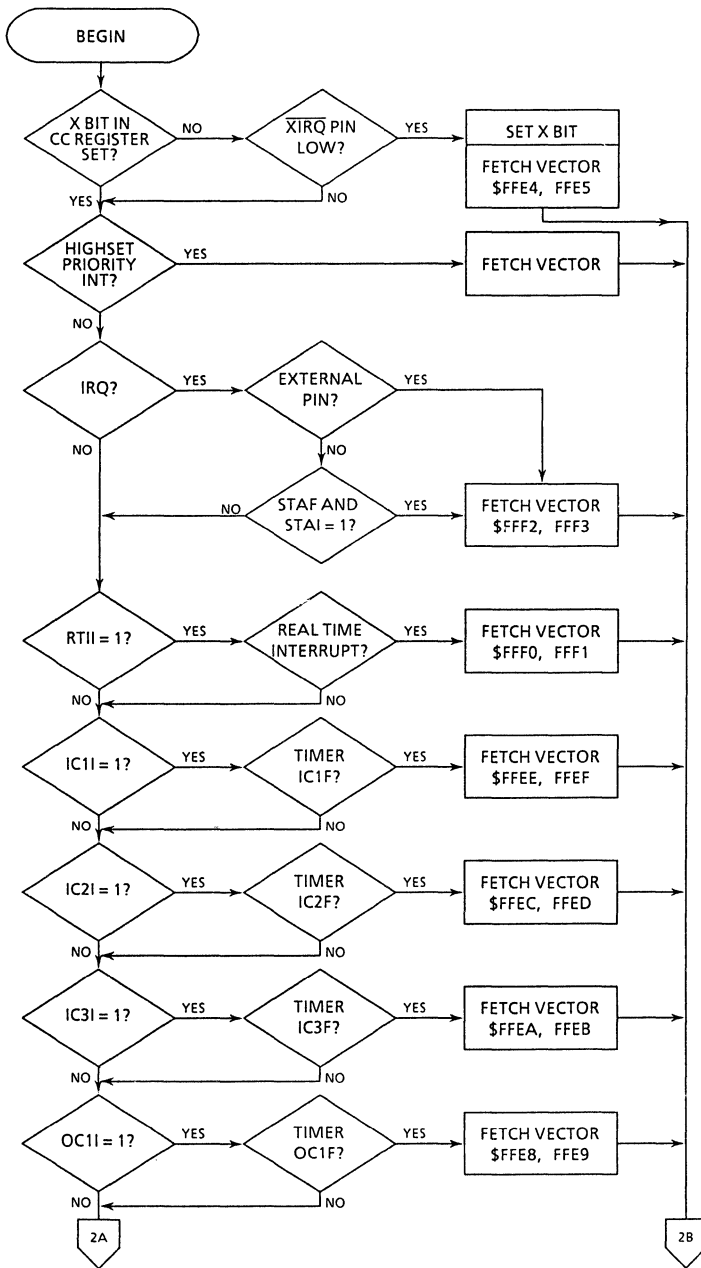 BEGIN
X BIT IN
CC REGISTER
SET?
NO
XIRQ PIN
LOW?
YES
SET X BIT
FETCH VECTOR
$FFE4, FFE5
YES
NO
HIGHSET
PRIORITY
INT?
YES
FETCH VECTOR
NO
IRQ?
YES
EXTERNAL
PIN?
YES
NO
NO
NO
STAF AND
STAI = 1?
YES
FETCH VECTOR
$FFF2, FFF3
RTII = 1?
YES
REAL TIME
INTERRUPT?
YES
FETCH VECTOR
$FFF0, FFF1
NO
NO
IC1I = 1?
YES
TIMER
IC1F?
YES
FETCH VECTOR
$FFEE, FFEF
NO
NO
IC2I = 1?
YES
TIMER
IC2F?
YES
FETCH VECTOR
$FFEC, FFED
NO
NO
IC3I = 1?
YES
TIMER
IC3F?
YES
FETCH VECTOR
$FFEA, FFEB
NO
NO
OC1I = 1?
YES
TIMER
OC1F?
YES
FETCH VECTOR
$FFE8, FFE9
NO
NO
2A
2B